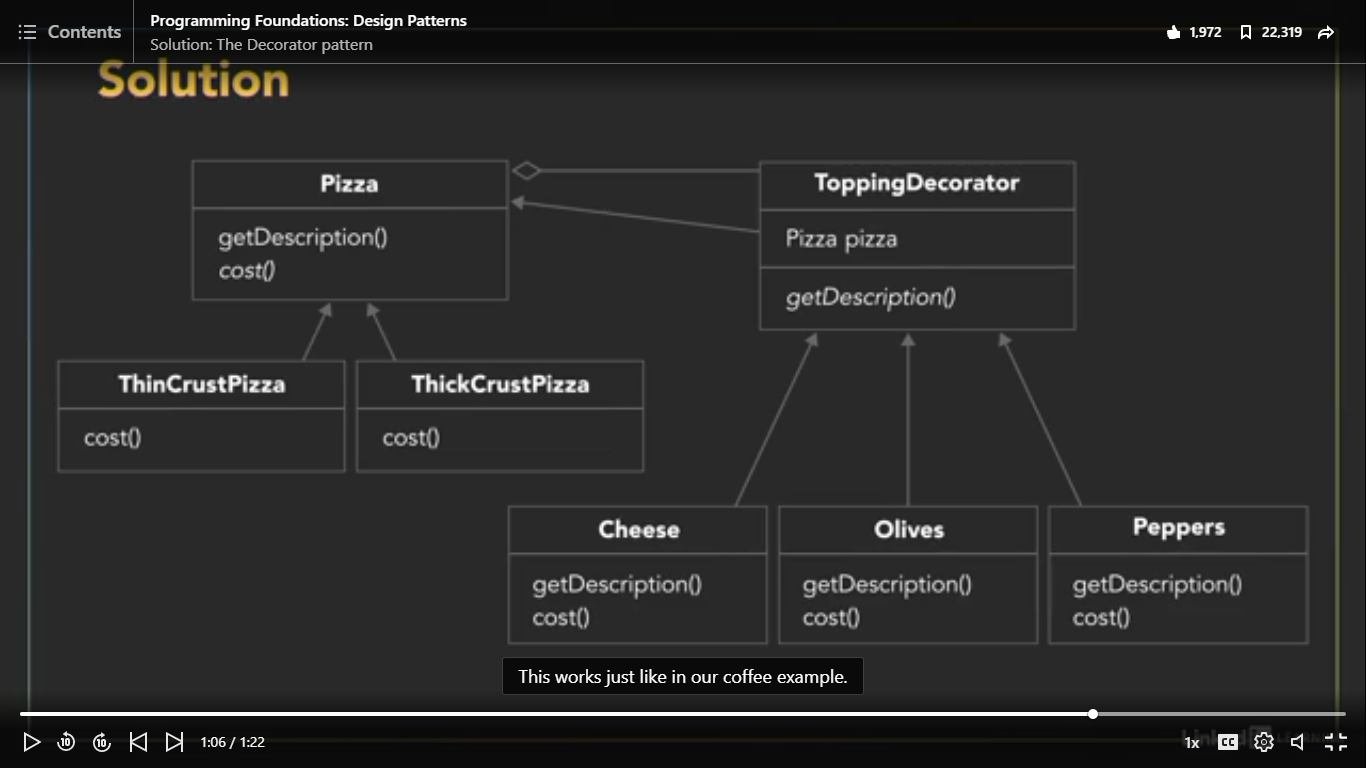 Contents
Programming Foundations: Design Patterns
Solution: The Decorator pattern
1,972
22,319
Solution
Pizza
getDescription()
cost()
ToppingDecorator
Pizza pizza
getDescription()
ThinCrustPizza
cost()
ThickCrustPizza
cost()
Cheese
getDescription()
cost()
Olives
getDescription()
cost()
Peppers
getDescription()
cost()
This works just like in our coffee example.
10
10
1:06 / 1:22
1x
CC